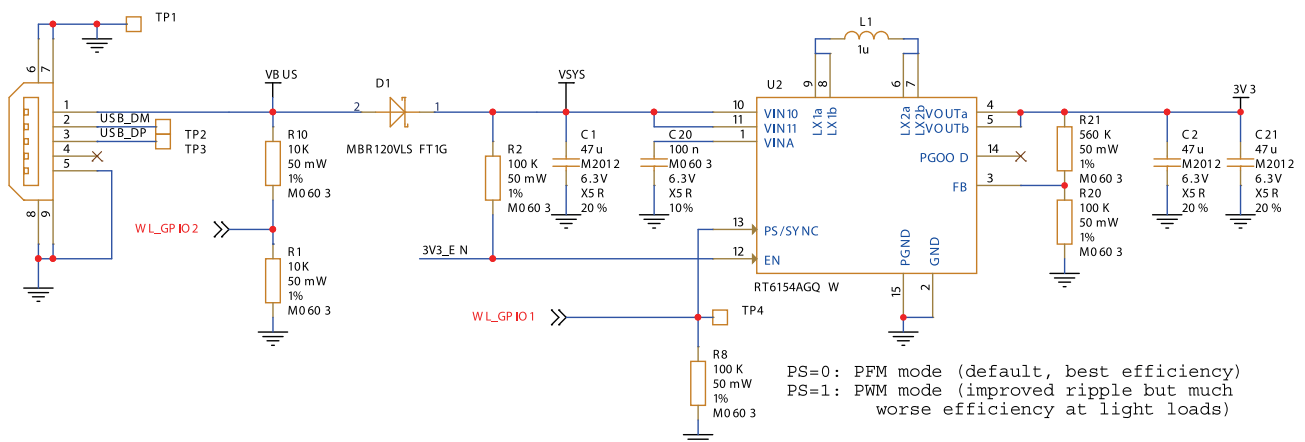 TP1
6
7
1
2
3
4
5
8
9
USB_DM
USB_DP
TP2
TP3
VBUS
R10
10K
50 mW
1%
M0603
WL_GPIO2
R1
10K
50 mW
1%
M0603
D1
2
1
MBR120VLSFT1G
VSYS
R2
100K
50 mW
1%
M0603
C1
47u
M2012
6.3V
X5R
20%
C20
100n
M0603
6.3V
X5R
10%
3V3_EN
WL_GPIO1
TP4
R8
100K
50 mW
1%
M0603
L1
1u
U2
9
8
6
7
LX1a
LX1b
LX2a
LX2b
10
11
1
13
12
VIN10
VIN11
VINA
PS/SYNC
EN
VOUTa
VOUTb
PGOOD
FB
4
5
14
3
PGND
GND
15
2
RT6154AGQW
3V3
R21
560K
50 mW
1%
M0603
R20
100K
50 mW
1%
M0603
C2
47u
M2012
6.3V
X5R
20%
C21
47u
M2012
6.3V
X5R
20%
PS=0: PFM mode (default, best efficiency)
PS=1: PWM mode (improved ripple but much
worse efficiency at light loads)